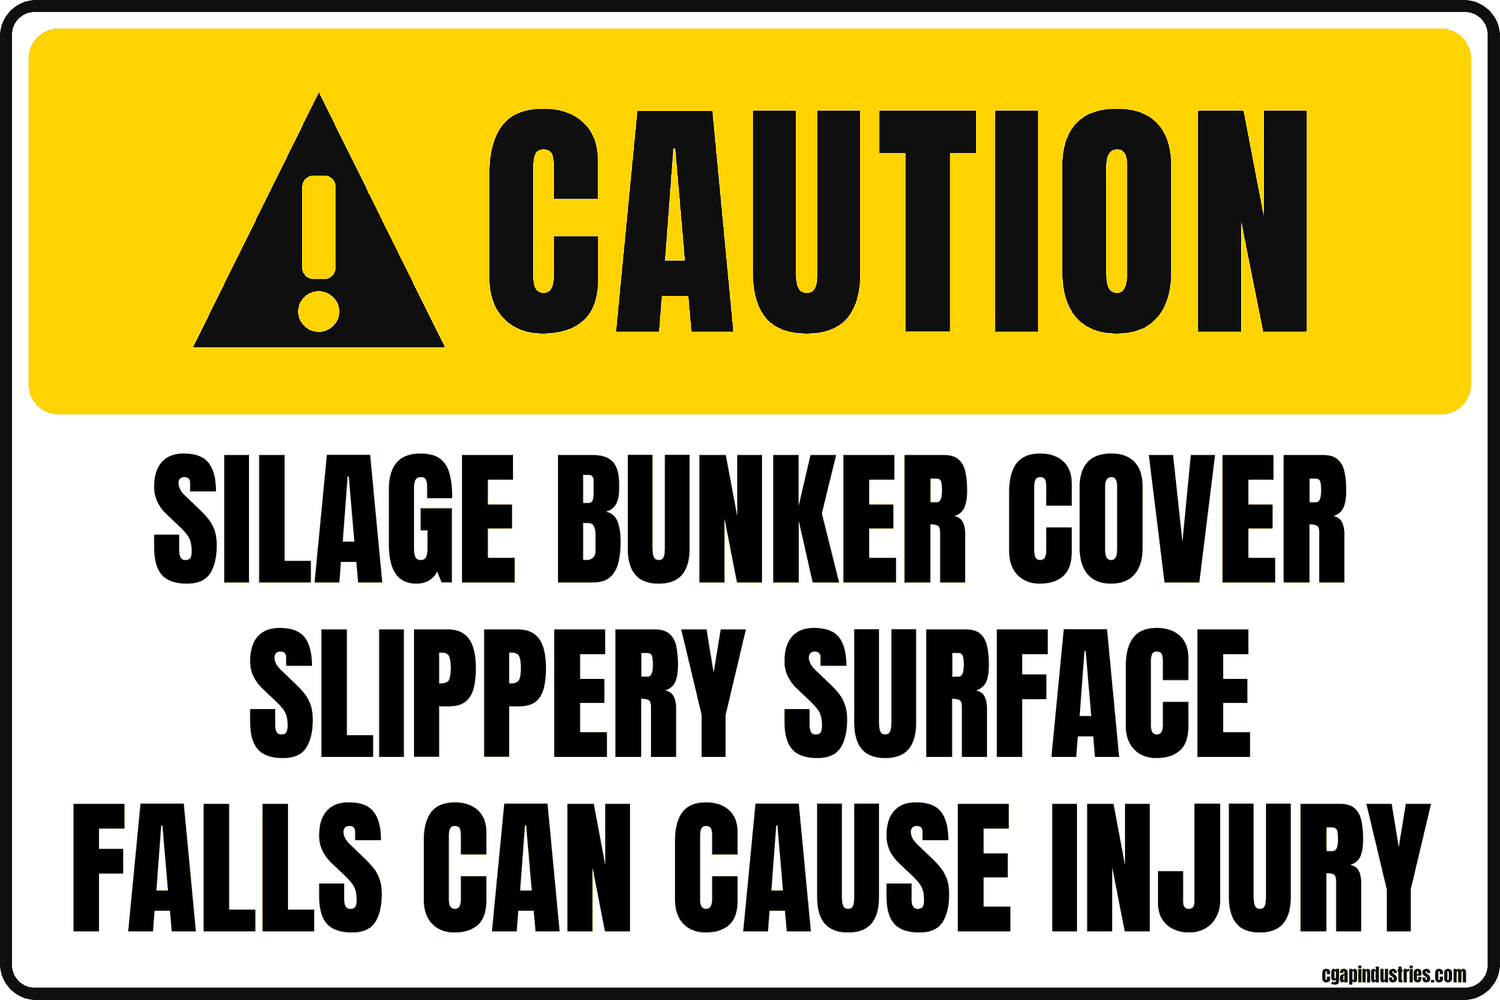 CAUTION
SILAGE BUNKER COVER
SLIPPERY SURFACE
FALLS CAN CAUSE INJURY
cgapindustries.com